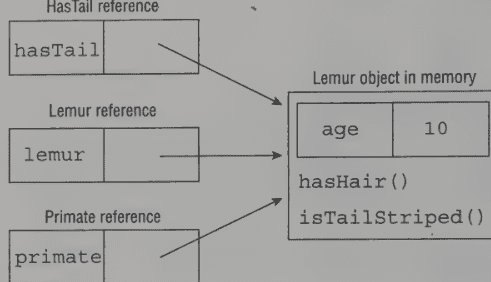 HasTail reference
hasTail
Lemur reference
lemur
Primate reference
primate
Lemur object in memory
age 10
hasHair()
isTailStriped()